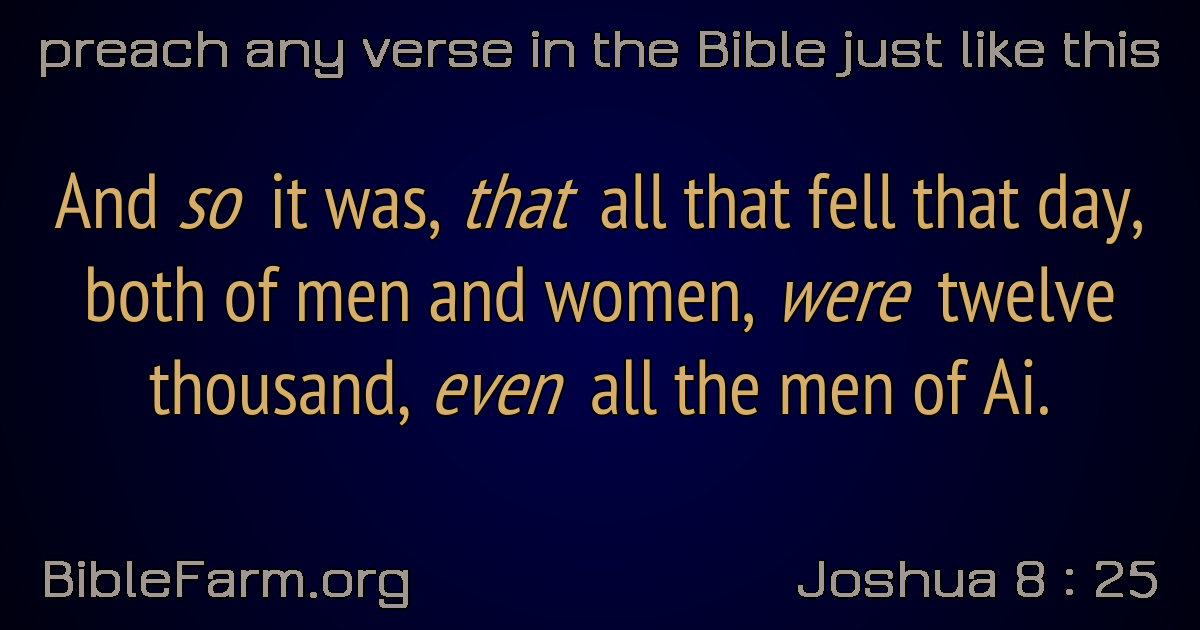 preach any verse in the Bible just like this
And so it was, that all that fell that day,
both of men and women, were twelve
thousand, even all the men of Ai.
BibleFarm.org
Joshua 8 : 25